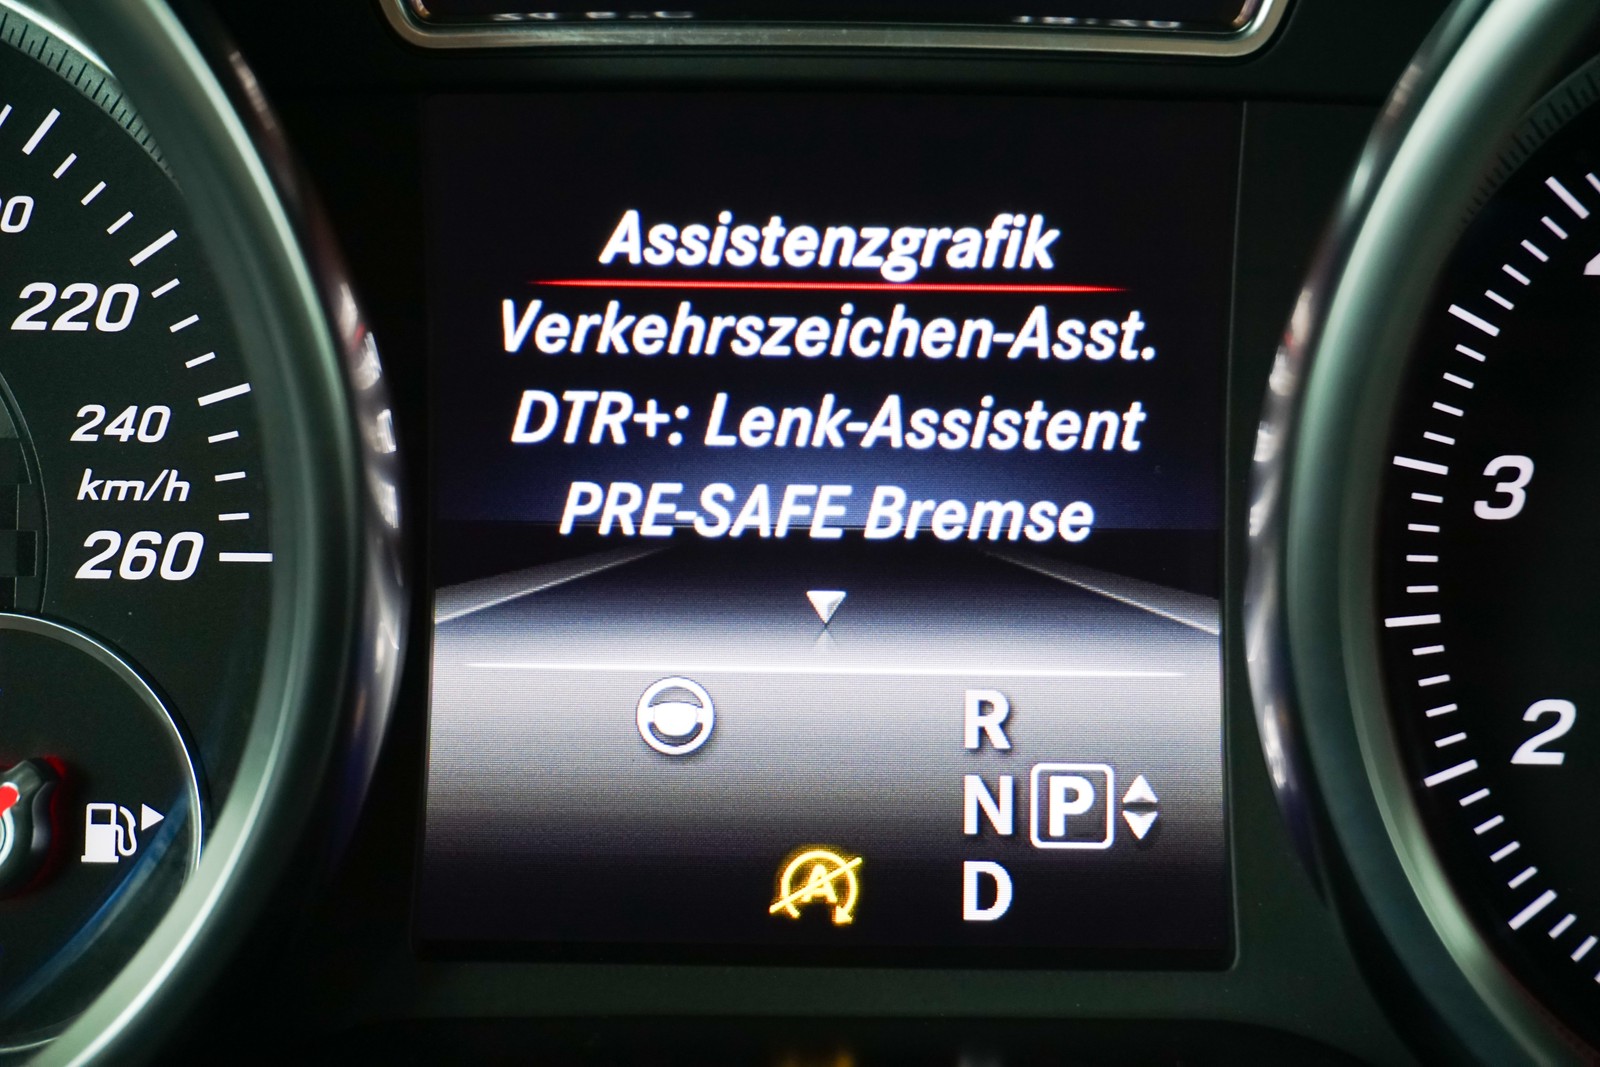 Assistenzgrafik
Verkehrszeichen-Asst.
DTR+: Lenk-Assistent
PRE-SAFE Bremse
R
N P
D
A
220
240
km/h
260
3
2